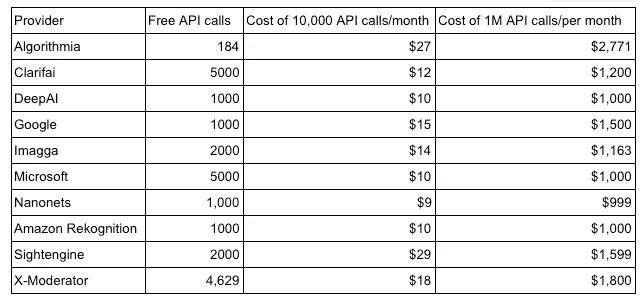 Provider Free API calls Cost of 10,000 API calls/month Cost of 1M API calls/per month
Algorithmia 184 $27 $2,771
Clarifai 5000 $12 $1,200
DeepAI 1000 $10 $1,000
Google 1000 $15 $1,500
Imagga 2000 $14 $1,163
Microsoft 5000 $10 $1,000
Nanonets 1,000 $9 $999
Amazon Rekognition 1000 $10 $1,000
Sightengine 2000 $29 $1,599
X-Moderator 4,629 $18 $1,800